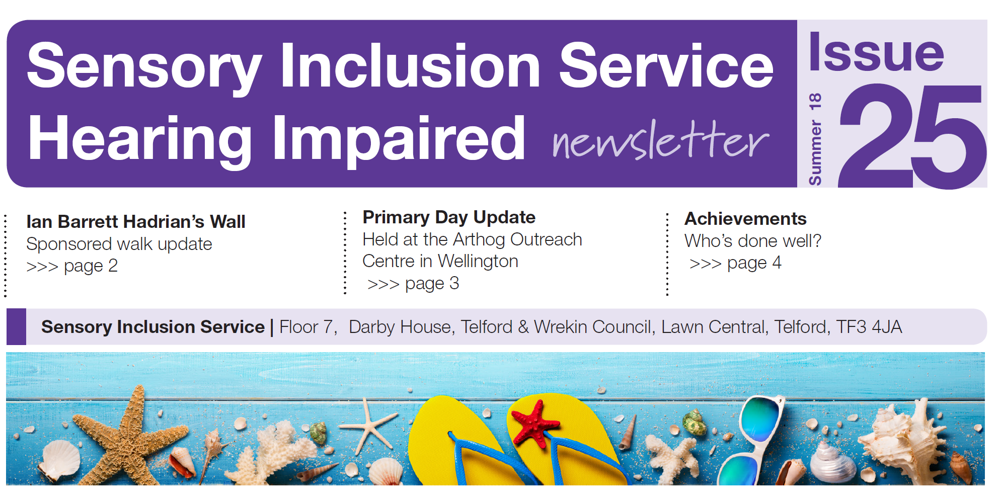 Sensory Inclusion Service
Hearing Impaired newsletter
Issue
25
Summer 18
Ian Barrett Hadrian’s Wall
Sponsored walk update
>>> page 2
Primary Day Update
Held at the Arthog Outreach
Centre in Wellington
>>> page 3
Achievements
Who’s done well?
>>> page 4
Sensory Inclusion Service | Floor 7, Darby House, Telford & Wrekin Council, Lawn Central, Telford, TF3 4JA